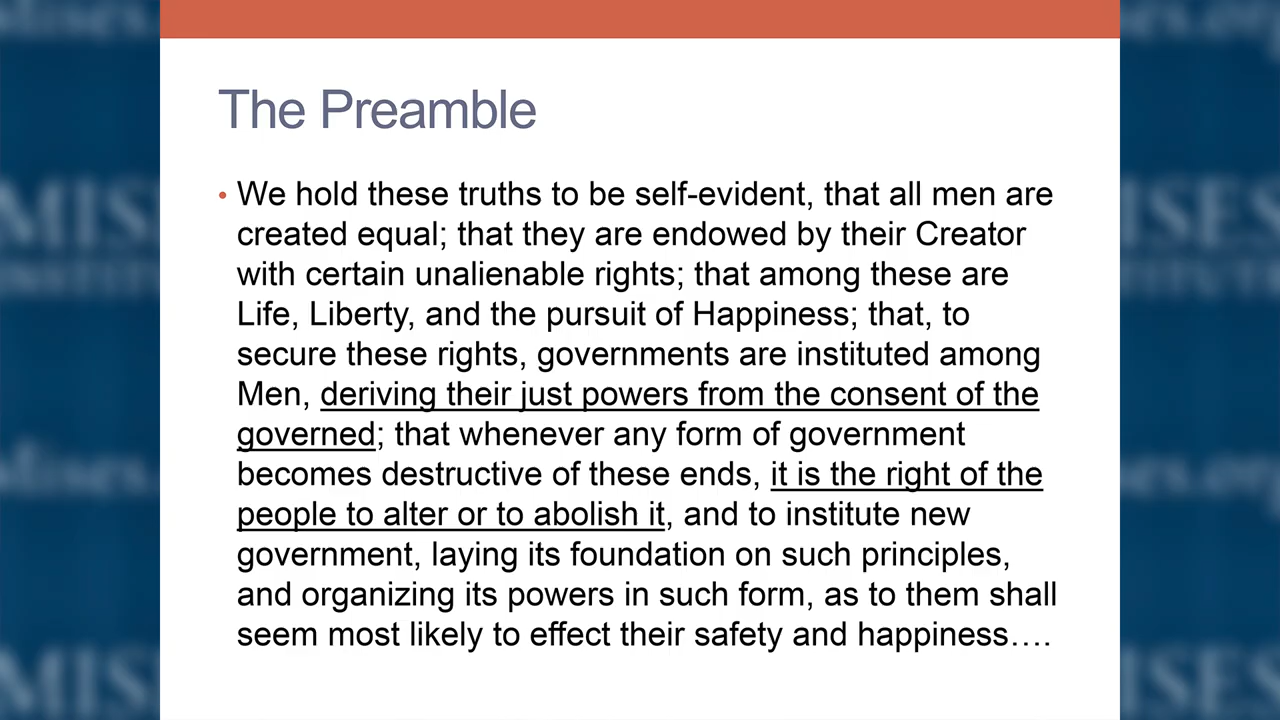 The Preamble
• We hold these truths to be self-evident, that all men are
created equal; that they are endowed by their Creator
with certain unalienable rights; that among these are
Life, Liberty, and the pursuit of Happiness; that, to
secure these rights, governments are instituted among
Men, deriving their just powers from the consent of the
governed; that whenever any form of government
becomes destructive of these ends, it is the right of the
people to alter or to abolish it, and to institute new
government, laying its foundation on such principles,
and organizing its powers in such form, as to them shall
seem most likely to effect their safety and happiness….